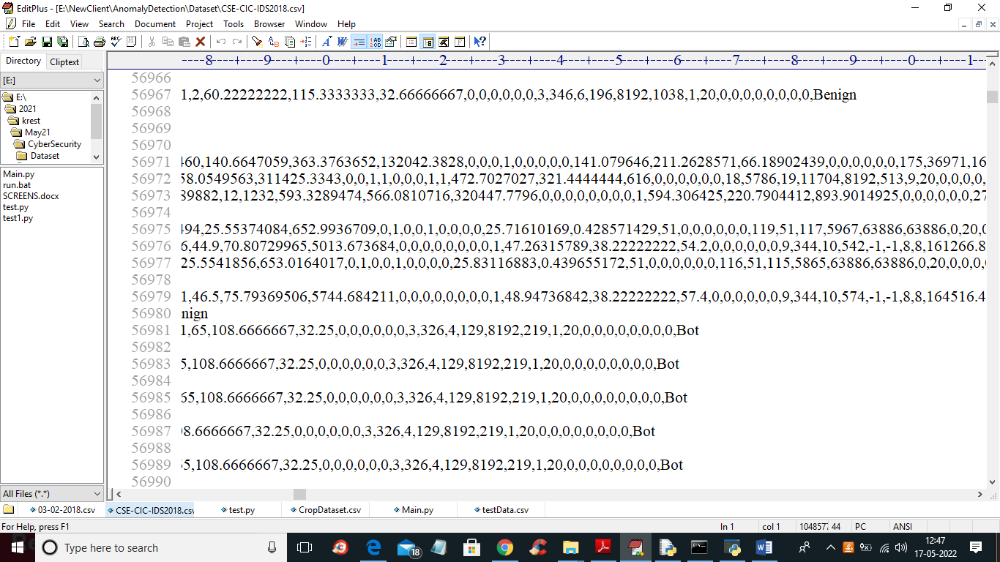 EditPlus - [E:\NewClient\AnomalyDetection\Dataset\CSE-CIC-IDS2018.csv]
File Edit View Search Document Project Tools Browser Window Help
Directory Cliptext
[E:]
E:\
2021
krest
May21
CyberSecurity
Dataset
Main.py
run.bat
SCREENS.docx
test.py
test1.py
All Files (*.*)
----8----+----9----+----0----+----1----+----2----+----3----+----4----+----5----+----6----+----7----+----8----+----9----+----0----+----1--
56966
56967 1,2,60.22222222,115.3333333,32.66666667,0,0,0,0,0,0,3,346,6,196,8192,1038,1,20,0,0,0,0,0,0,0,0,Benign
56968
56969
56970
56971 460,140.6647059,363.3763652,132042.3828,0,0,0,1,0,0,0,0,141.079646,211.2628571,66.18902439,0,0,0,0,0,0,175,36971,16
56972 58.0549563,311425.3343,0,0,1,1,0,0,0,1,1,472.7027027,321.4444444,616,0,0,0,0,0,0,18,5786,19,11704,8192,513,9,20,0,0,0,0,
56973 89882,12,1232,593.3289474,566.0810716,320447.7796,0,0,0,0,0,0,0,0,1,594.306425,220.7904412,893.9014925,0,0,0,0,0,0,27
56974
56975 494,25.55374084,652.9936709,0,1,0,0,1,0,0,0,0,25.71610169,0.428571429,51,0,0,0,0,0,0,119,51,117,5967,63886,63886,0,20,0
56976 6,44.9,70.80729965,5013.673684,0,0,0,0,0,0,0,0,1,47.26315789,38.22222222,54.2,0,0,0,0,0,0,9,344,10,542,-1,-1,8,8,161266.8
56977 25.5541856,653.0164017,0,1,0,0,1,0,0,0,0,25.83116883,0.439655172,51,0,0,0,0,0,0,116,51,115,5865,63886,63886,0,20,0,0,0,
56978
56979 1,46.5,75.79369506,5744.684211,0,0,0,0,0,0,0,0,1,48.94736842,38.22222222,57.4,0,0,0,0,0,0,9,344,10,574,-1,-1,8,8,164516.4
56980 nign
56981 1,65,108.6666667,32.25,0,0,0,0,0,0,3,326,4,129,8192,219,1,20,0,0,0,0,0,0,0,0,Bot
56982
56983 5,108.6666667,32.25,0,0,0,0,0,0,3,326,4,129,8192,219,1,20,0,0,0,0,0,0,0,0,Bot
56984
56985 65,108.6666667,32.25,0,0,0,0,0,0,3,326,4,129,8192,219,1,20,0,0,0,0,0,0,0,0,Bot
56986
56987 08.6666667,32.25,0,0,0,0,0,0,3,326,4,129,8192,219,1,20,0,0,0,0,0,0,0,0,Bot
56988
56989 65,108.6666667,32.25,0,0,0,0,0,0,3,326,4,129,8192,219,1,20,0,0,0,0,0,0,0,0,Bot
56990
03-02-2018.csv CSE-CIC-IDS2018.csv test.py CropDataset.csv Main.py testData.csv
For Help, press F1 ln 1 col 1 1048577 44 PC ANSI
Type here to search 18 12:47
17-05-2022